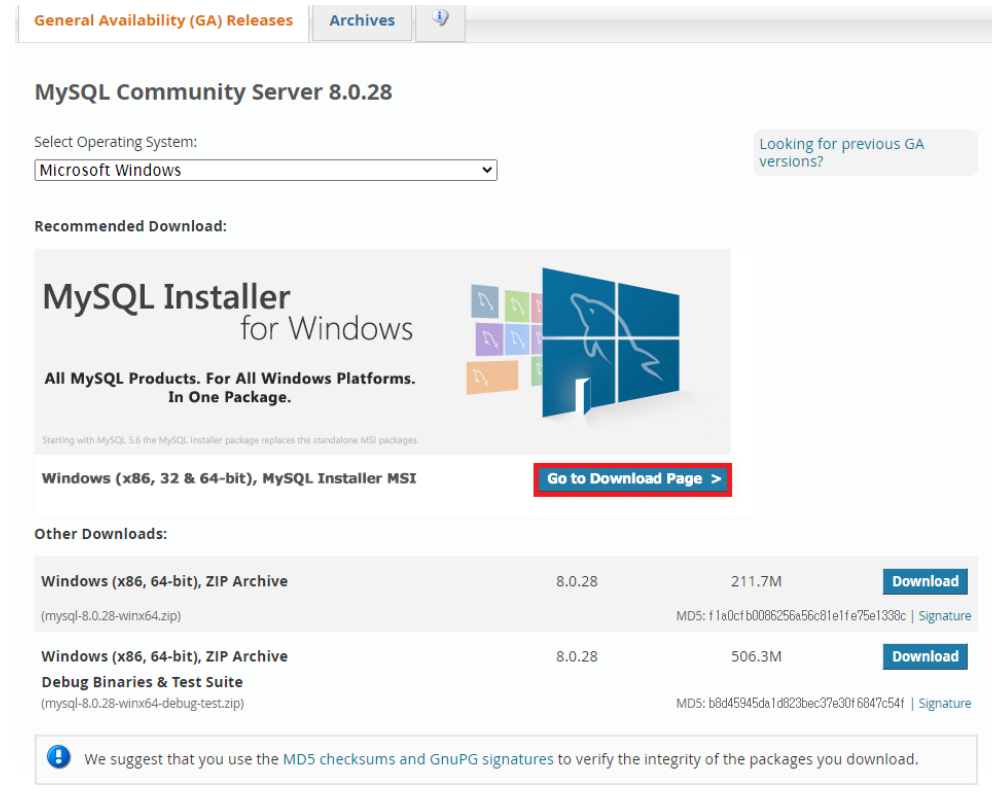 General Availability (GA) Releases
Archives
MySQL Community Server 8.0.28
Select Operating System:
Microsoft Windows
Looking for previous GA
versions?
Recommended Download:
MySQL Installer
for Windows
All MySQL Products. For All Windows Platforms.
In One Package.
Starting with MySQL 5.6 the MySQL Installer package replaces the standalone MSI packages.
Windows (x86, 32 & 64-bit), MySQL Installer MSI
Go to Download Page >
Other Downloads:
Windows (x86, 64-bit), ZIP Archive 8.0.28 211.7M Download
(mysql-8.0.28-winx64.zip) MD5: f1a0cfb0086256a56c81e1fe75e1338c | Signature
Windows (x86, 64-bit), ZIP Archive 8.0.28 506.3M Download
Debug Binaries & Test Suite
(mysql-8.0.28-winx64-debug-test.zip) MD5: b8d45945da1d823bec37e30f6847c54f | Signature
We suggest that you use the MD5 checksums and GnuPG signatures to verify the integrity of the packages you download.